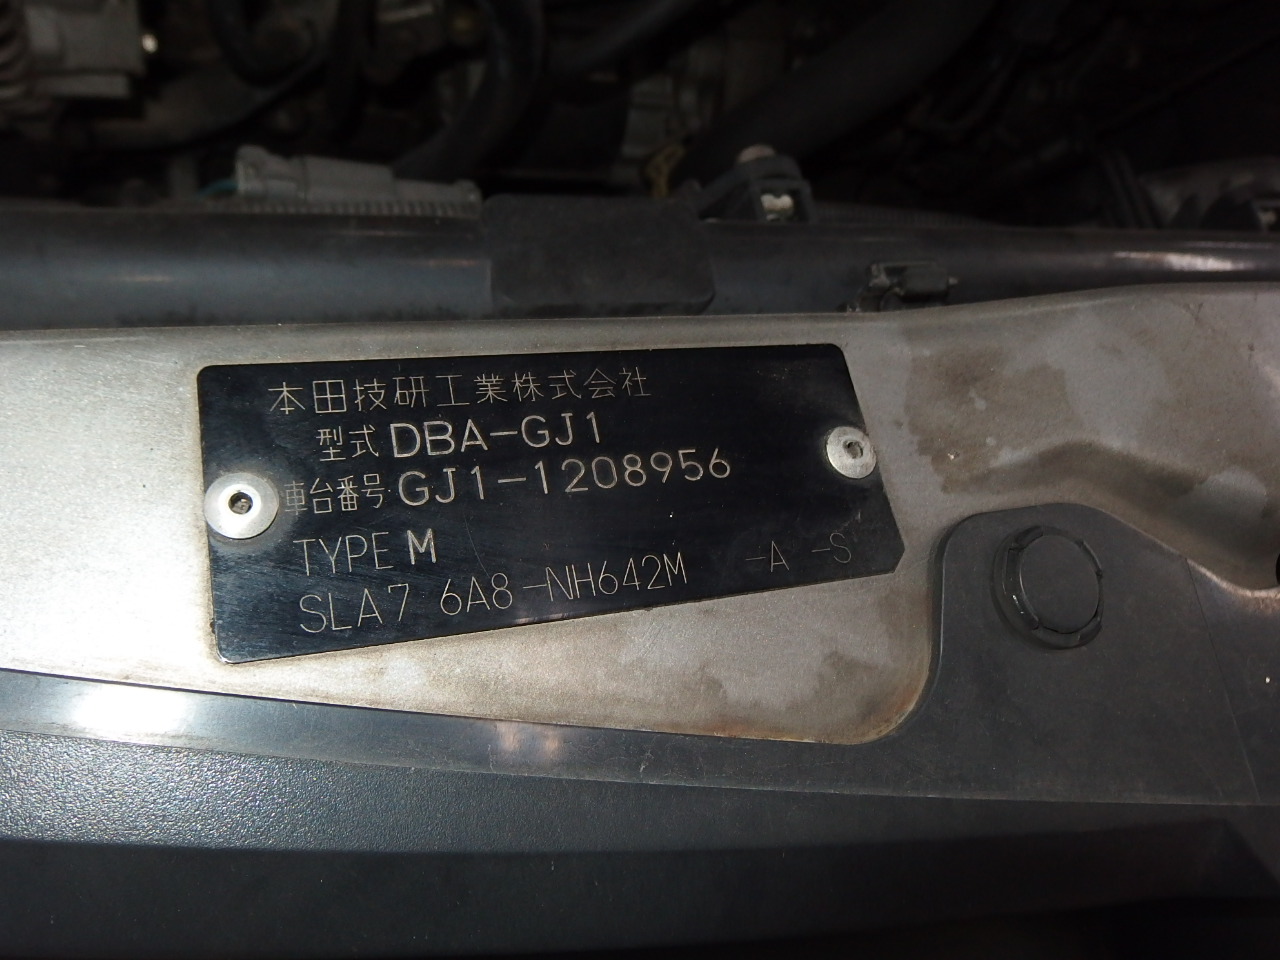 本田技研工業株式会社
型式 DBA-GJ1
車台番号 GJ1-1208956
TYPE M
SLA7 6A8-NH642M -A -S